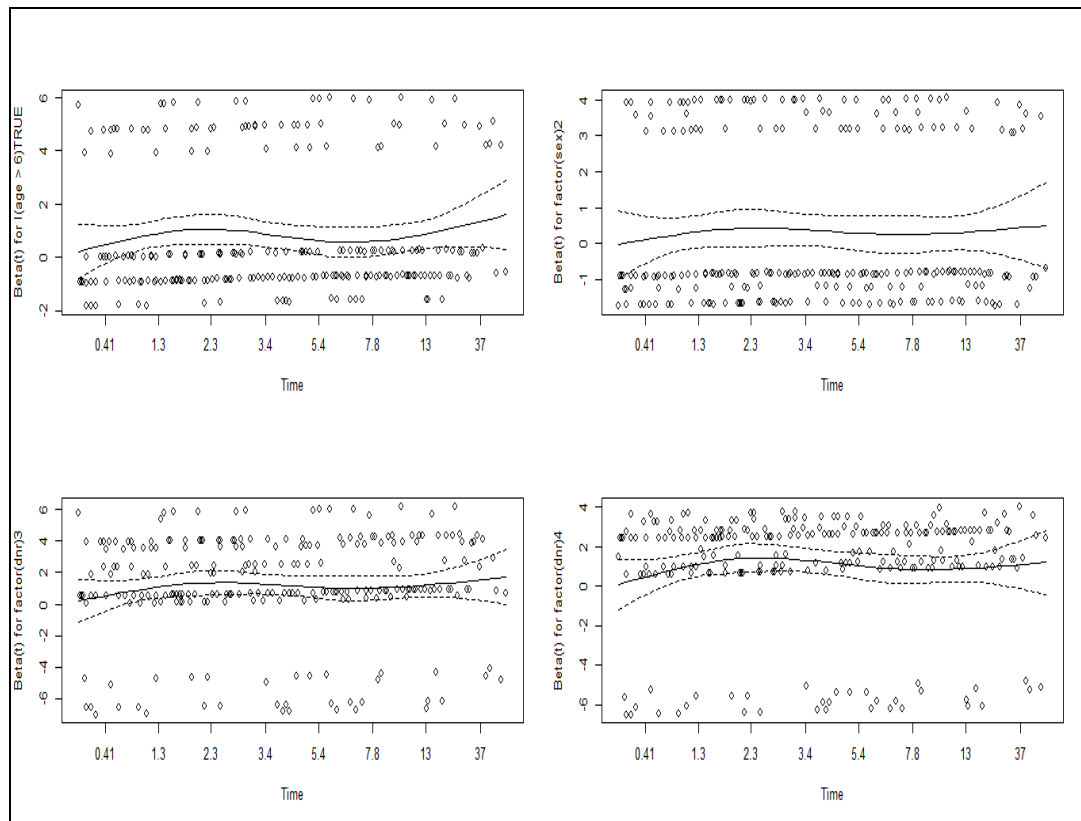 Beta(t) for I(age > 6)TRUE
6
4
2
0
-2
0.41 1.3 2.3 3.4 5.4 7.8 13 37
Time
Beta(t) for factor(sex)2
4
3
2
1
0
-1
0.41 1.3 2.3 3.4 5.4 7.8 13 37
Time
Beta(t) for factor(dnr)3
6
4
2
0
-2
-4
-6
0.41 1.3 2.3 3.4 5.4 7.8 13 37
Time
Beta(t) for factor(dnr)4
4
2
0
-2
-4
-6
0.41 1.3 2.3 3.4 5.4 7.8 13 37
Time